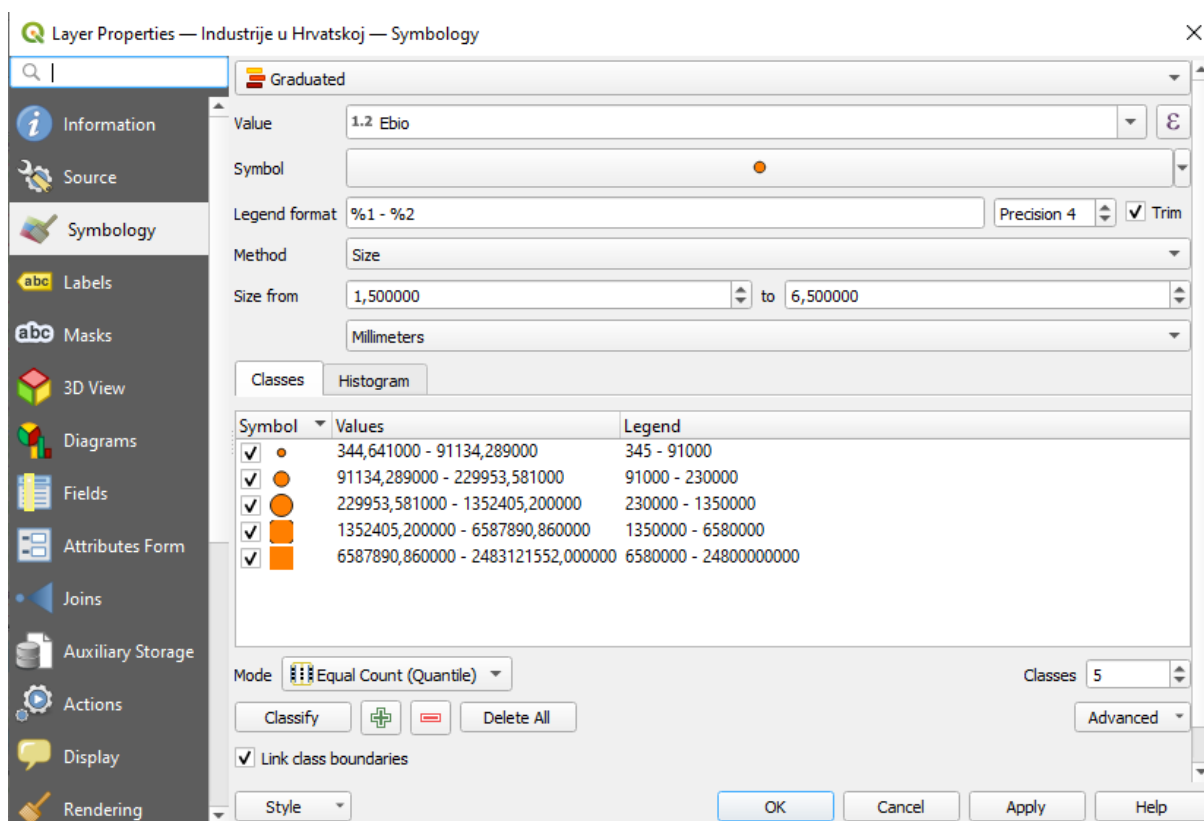 Layer Properties — Industrije u Hrvatskoj — Symbology
Graduated
Information
Source
Symbology
Labels
Masks
3D View
Diagrams
Fields
Attributes Form
Joins
Auxiliary Storage
Actions
Display
Rendering
Value 1.2 Ebio ε
Symbol
Legend format %1 - %2 Precision 4 Trim
Method Size
Size from 1,500000 to 6,500000
Millimeters
Classes Histogram
Symbol Values Legend
344,641000 - 91134,289000 345 - 91000
91134,289000 - 229953,581000 91000 - 230000
229953,581000 - 1352405,200000 230000 - 1350000
1352405,200000 - 6587890,860000 1350000 - 6580000
6587890,860000 - 2483121552,000000 6580000 - 24800000000
Mode Equal Count (Quantile) Classes 5
Classify Delete All Advanced
Link class boundaries
Style OK Cancel Apply Help